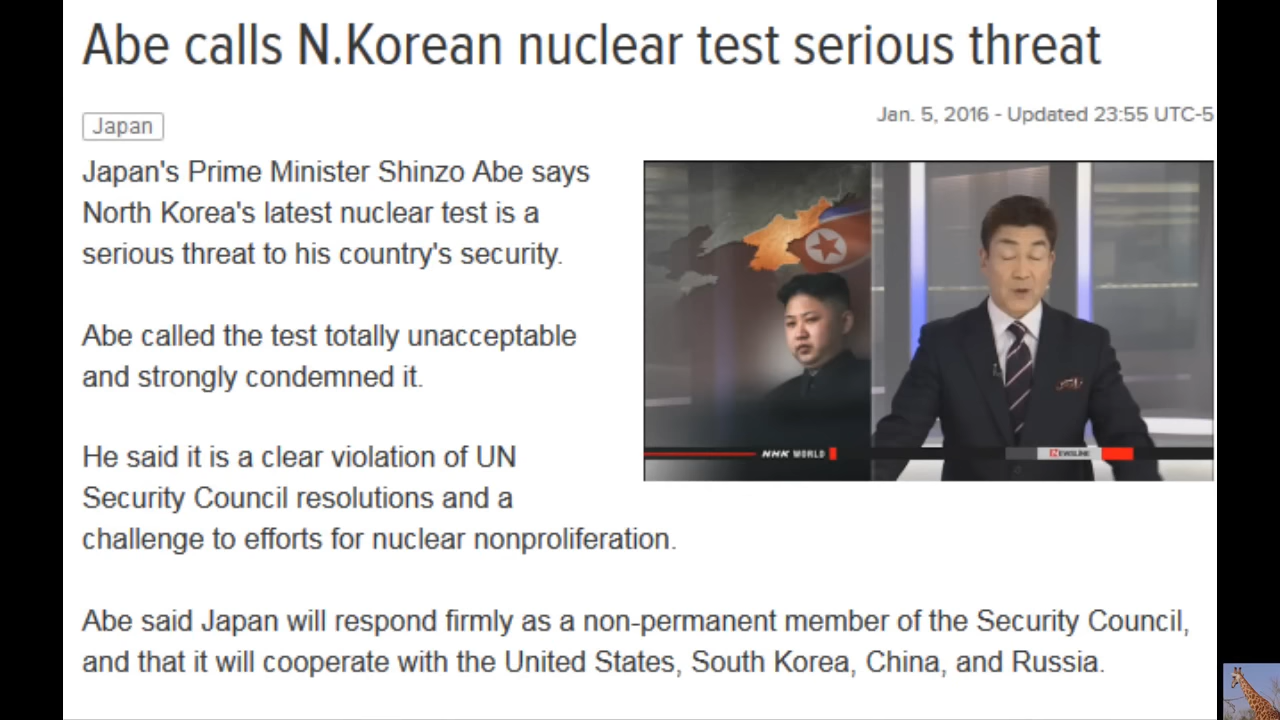 Abe calls N.Korean nuclear test serious threat
Japan
Jan. 5, 2016 - Updated 23:55 UTC-5
Japan's Prime Minister Shinzo Abe says
North Korea's latest nuclear test is a
serious threat to his country's security.
Abe called the test totally unacceptable
and strongly condemned it.
He said it is a clear violation of UN
Security Council resolutions and a
challenge to efforts for nuclear nonproliferation.
Abe said Japan will respond firmly as a non-permanent member of the Security Council,
and that it will cooperate with the United States, South Korea, China, and Russia.
NHK WORLD
NEWSLINE